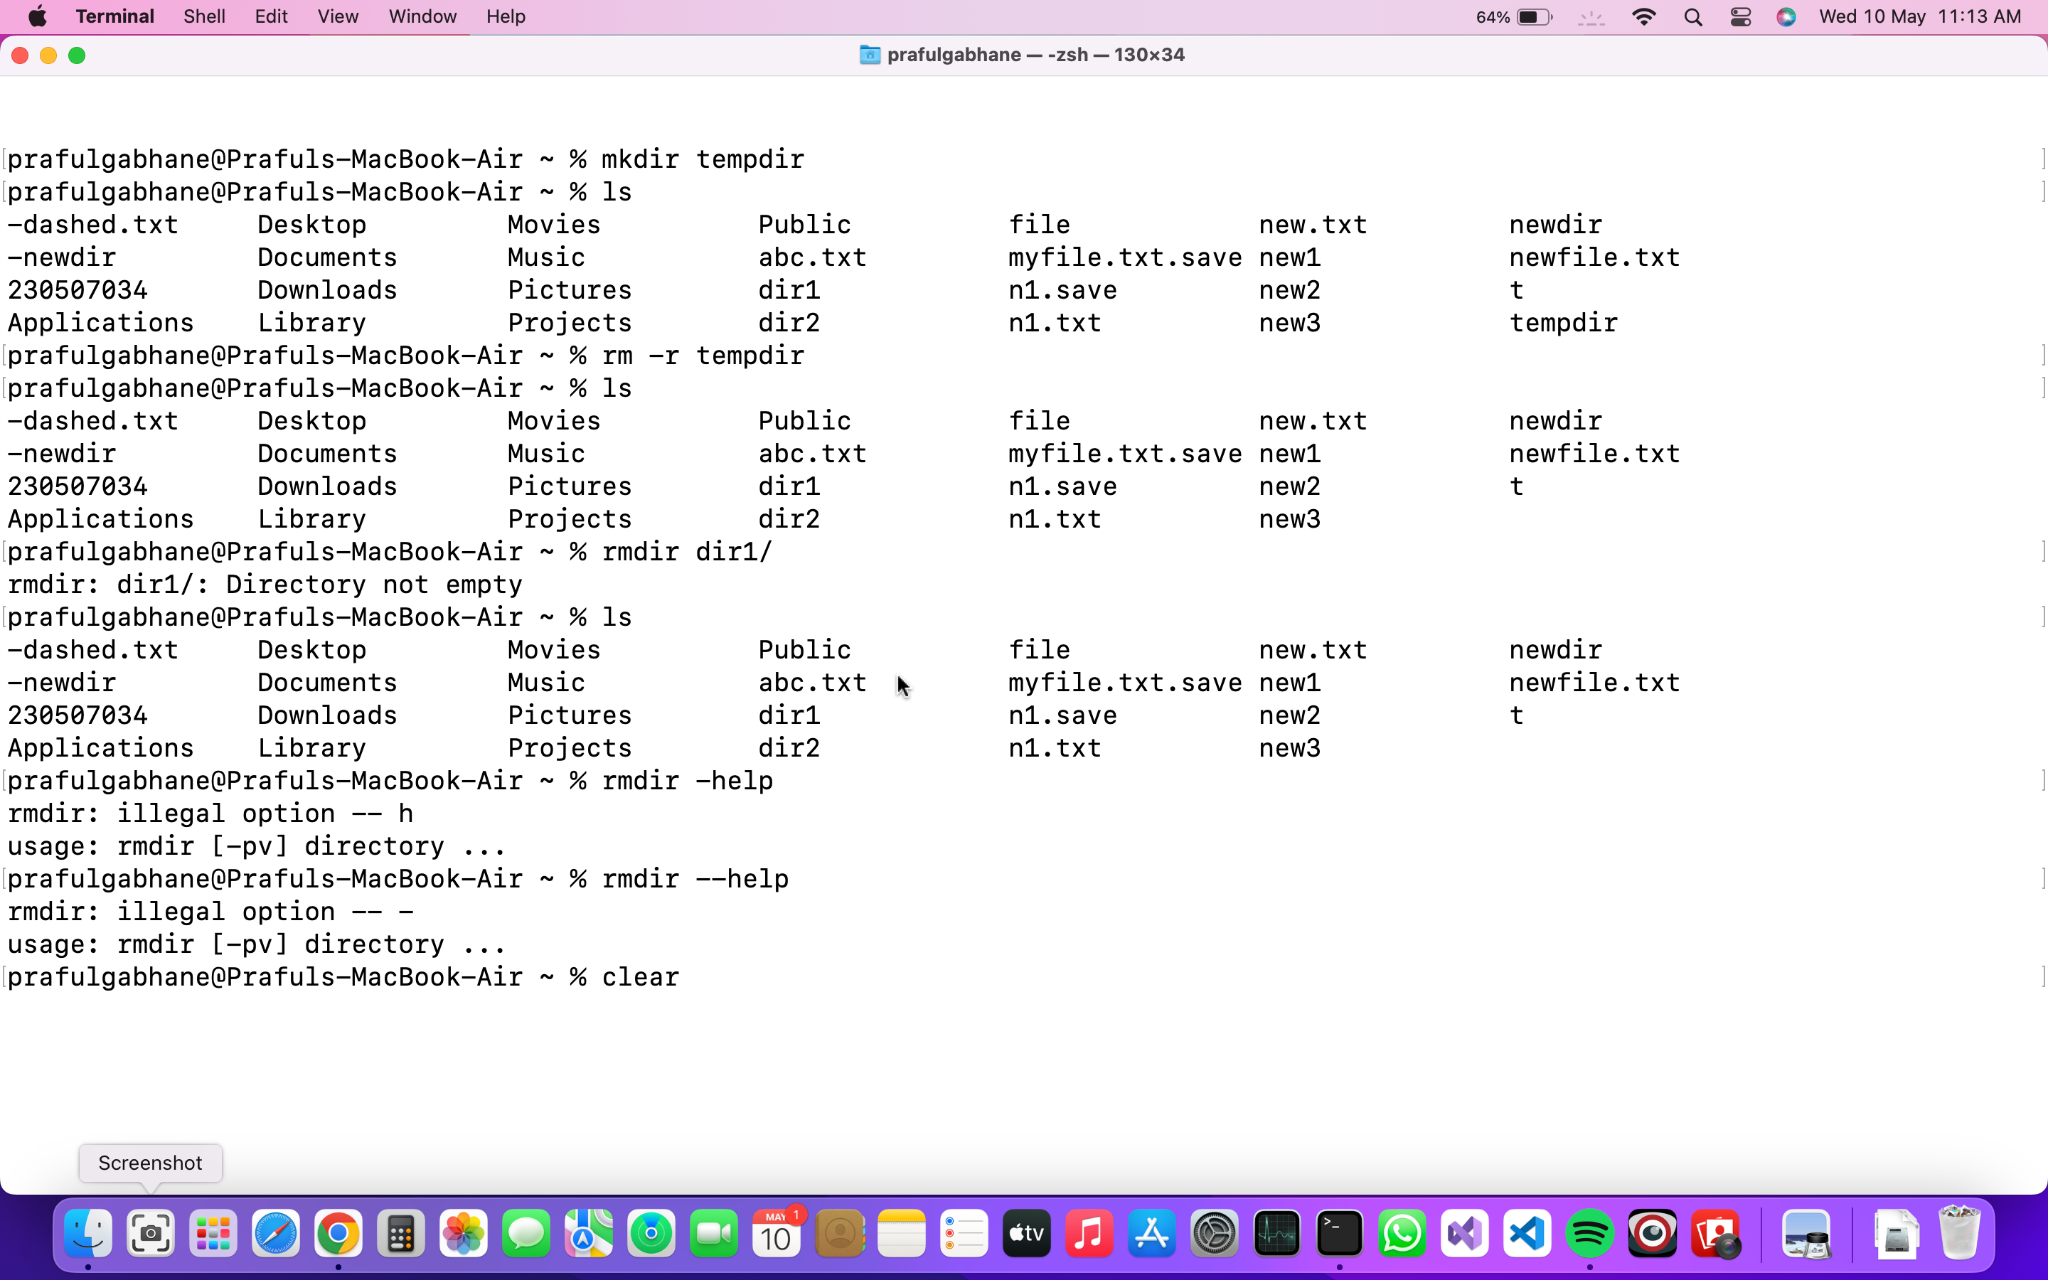 Terminal Shell Edit View Window Help 64% Wed 10 May 11:13 AM
prafulgabhane — -zsh — 130×34
prafulgabhane@Prafuls-MacBook-Air ~ % mkdir tempdir
prafulgabhane@Prafuls-MacBook-Air ~ % ls
-dashed.txt Desktop Movies Public file new.txt newdir
-newdir Documents Music abc.txt myfile.txt.save new1 newfile.txt
230507034 Downloads Pictures dir1 n1.save new2 t
Applications Library Projects dir2 n1.txt new3 tempdir
prafulgabhane@Prafuls-MacBook-Air ~ % rm -r tempdir
prafulgabhane@Prafuls-MacBook-Air ~ % ls
-dashed.txt Desktop Movies Public file new.txt newdir
-newdir Documents Music abc.txt myfile.txt.save new1 newfile.txt
230507034 Downloads Pictures dir1 n1.save new2 t
Applications Library Projects dir2 n1.txt new3
prafulgabhane@Prafuls-MacBook-Air ~ % rmdir dir1/
rmdir: dir1/: Directory not empty
prafulgabhane@Prafuls-MacBook-Air ~ % ls
-dashed.txt Desktop Movies Public file new.txt newdir
-newdir Documents Music abc.txt myfile.txt.save new1 newfile.txt
230507034 Downloads Pictures dir1 n1.save new2 t
Applications Library Projects dir2 n1.txt new3
prafulgabhane@Prafuls-MacBook-Air ~ % rmdir -help
rmdir: illegal option -- h
usage: rmdir [-pv] directory ...
prafulgabhane@Prafuls-MacBook-Air ~ % rmdir --help
rmdir: illegal option -- -
usage: rmdir [-pv] directory ...
prafulgabhane@Prafuls-MacBook-Air ~ % clear
Screenshot
MAY 1
10
tv
>_